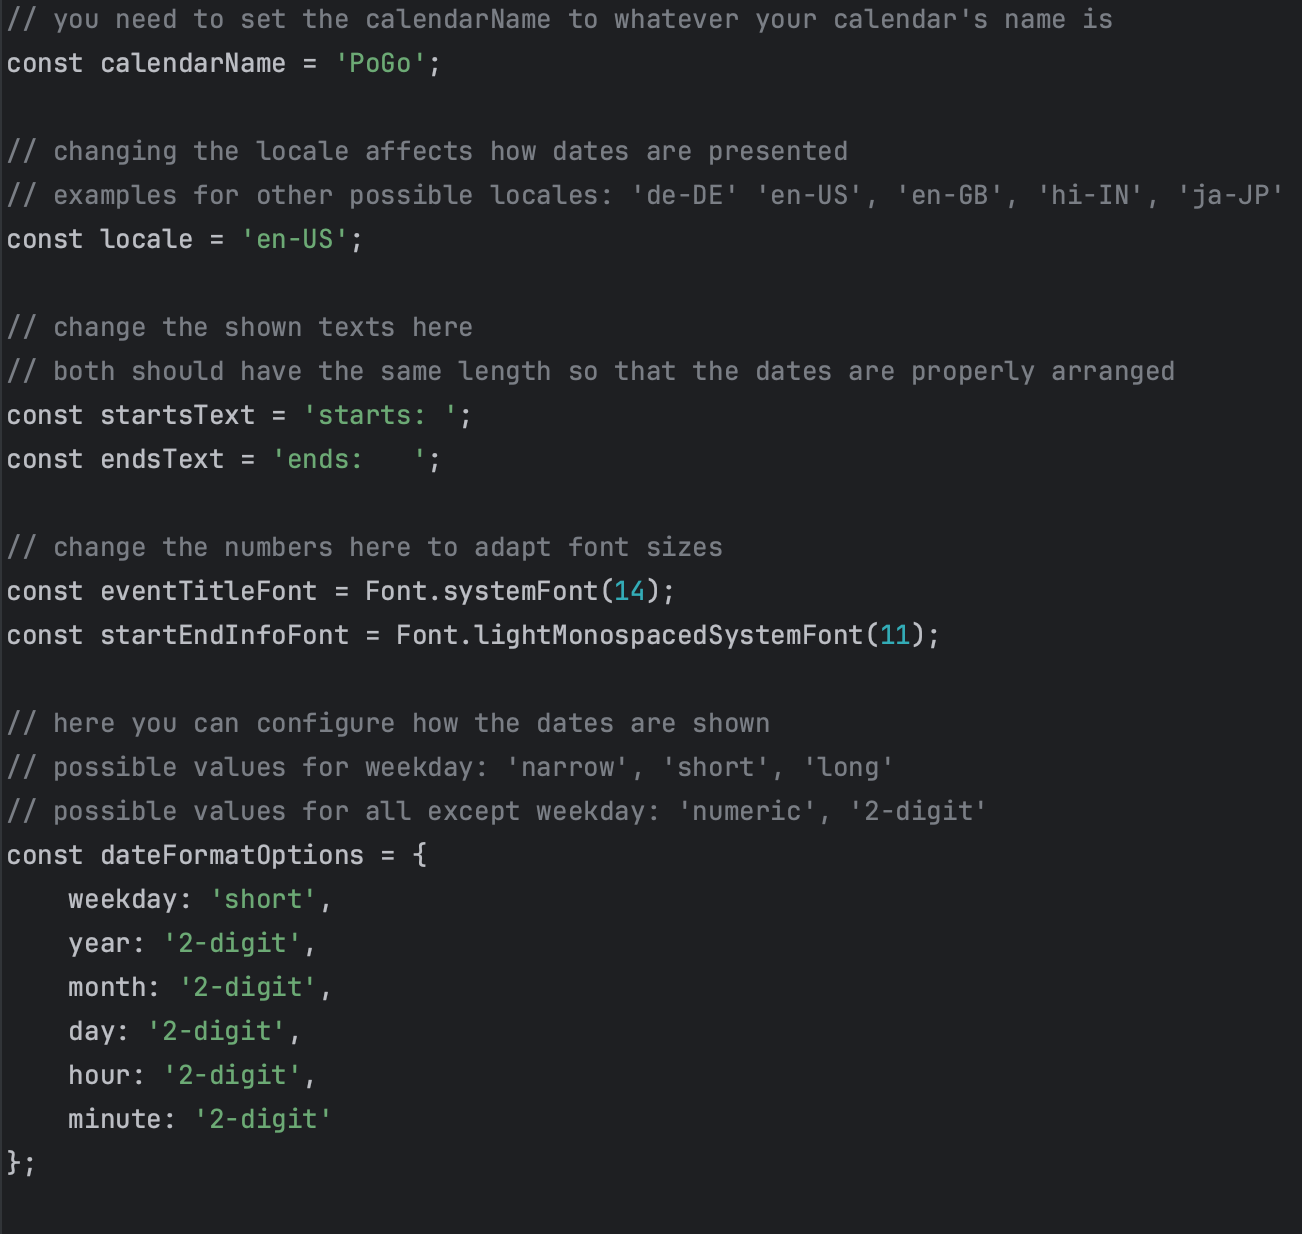 // you need to set the calendarName to whatever your calendar's name is
const calendarName = 'PoGo';

// changing the locale affects how dates are presented
// examples for other possible locales: 'de-DE' 'en-US', 'en-GB', 'hi-IN', 'ja-JP'
const locale = 'en-US';

// change the shown texts here
// both should have the same length so that the dates are properly arranged
const startsText = 'starts: ';
const endsText = 'ends:   ';

// change the numbers here to adapt font sizes
const eventTitleFont = Font.systemFont(14);
const startEndInfoFont = Font.lightMonospacedSystemFont(11);

// here you can configure how the dates are shown
// possible values for weekday: 'narrow', 'short', 'long'
// possible values for all except weekday: 'numeric', '2-digit'
const dateFormatOptions = {
    weekday: 'short',
    year: '2-digit',
    month: '2-digit',
    day: '2-digit',
    hour: '2-digit',
    minute: '2-digit'
};